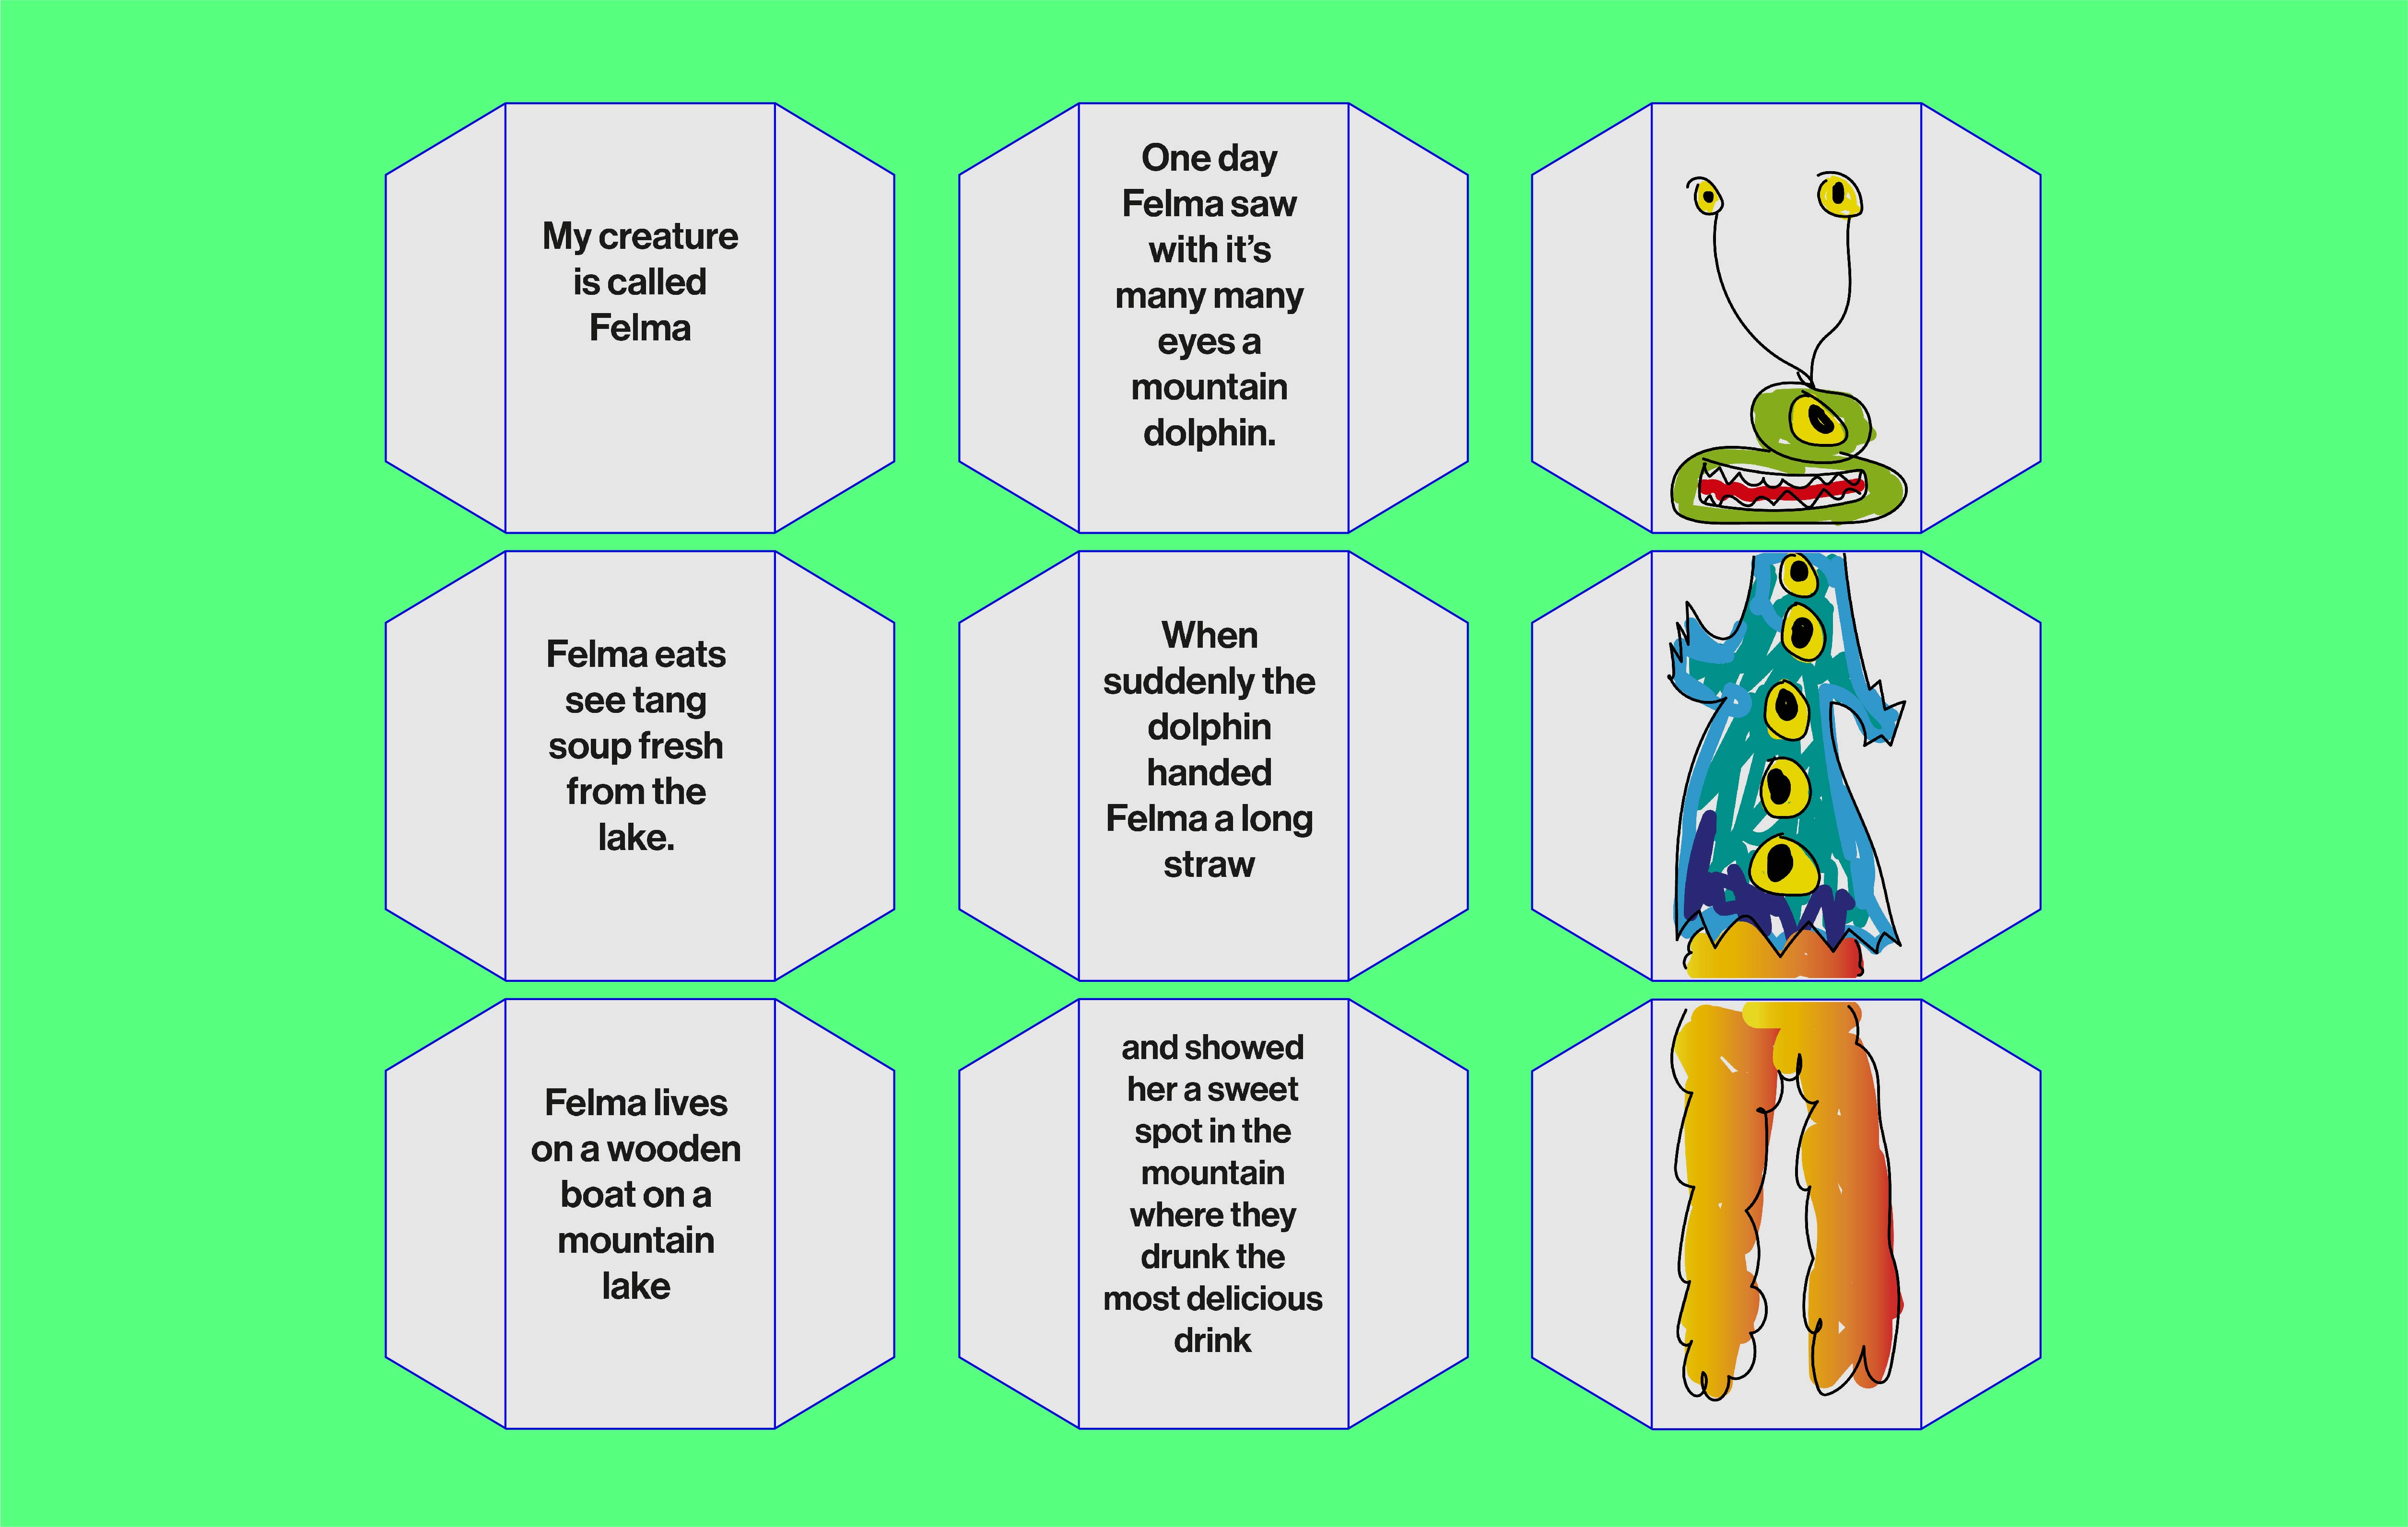 My creature
is called
Felma
Felma eats
see tang
soup fresh
from the
lake.
Felma lives
on a wooden
boat on a
mountain
lake
One day
Felma saw
with it’s
many many
eyes a
mountain
dolphin.
When
suddenly the
dolphin
handed
Felma a long
straw
and showed
her a sweet
spot in the
mountain
where they
drunk the
most delicious
drink